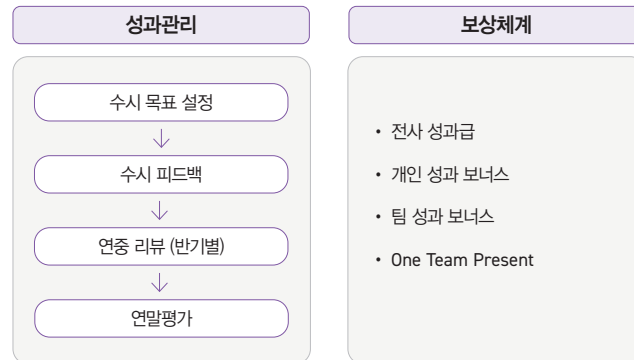 성과관리
수시 목표 설정
수시 피드백
연중 리뷰 (반기별)
연말평가
보상체계
• 전사 성과급
• 개인 성과 보너스
• 팀 성과 보너스
• One Team Present